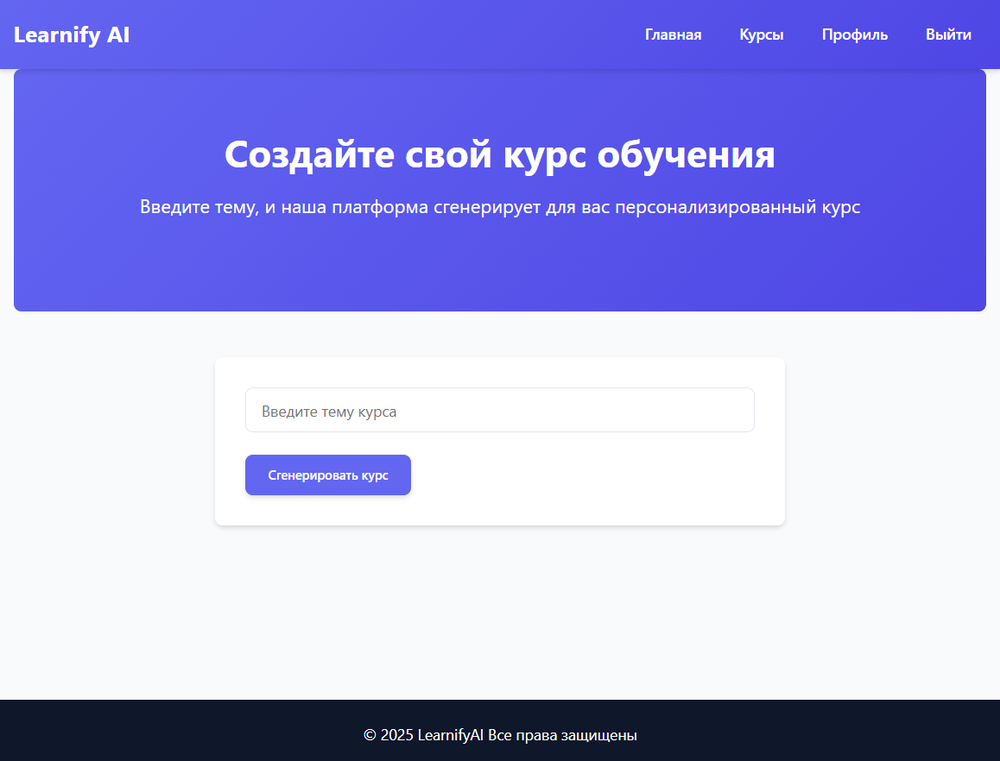 Learnify AI
Главная
Курсы
Профиль
Выйти
Создайте свой курс обучения
Введите тему, и наша платформа сгенерирует для вас персонализированный курс
Введите тему курса
Сгенерировать курс
© 2025 LearnifyAI Все права защищены